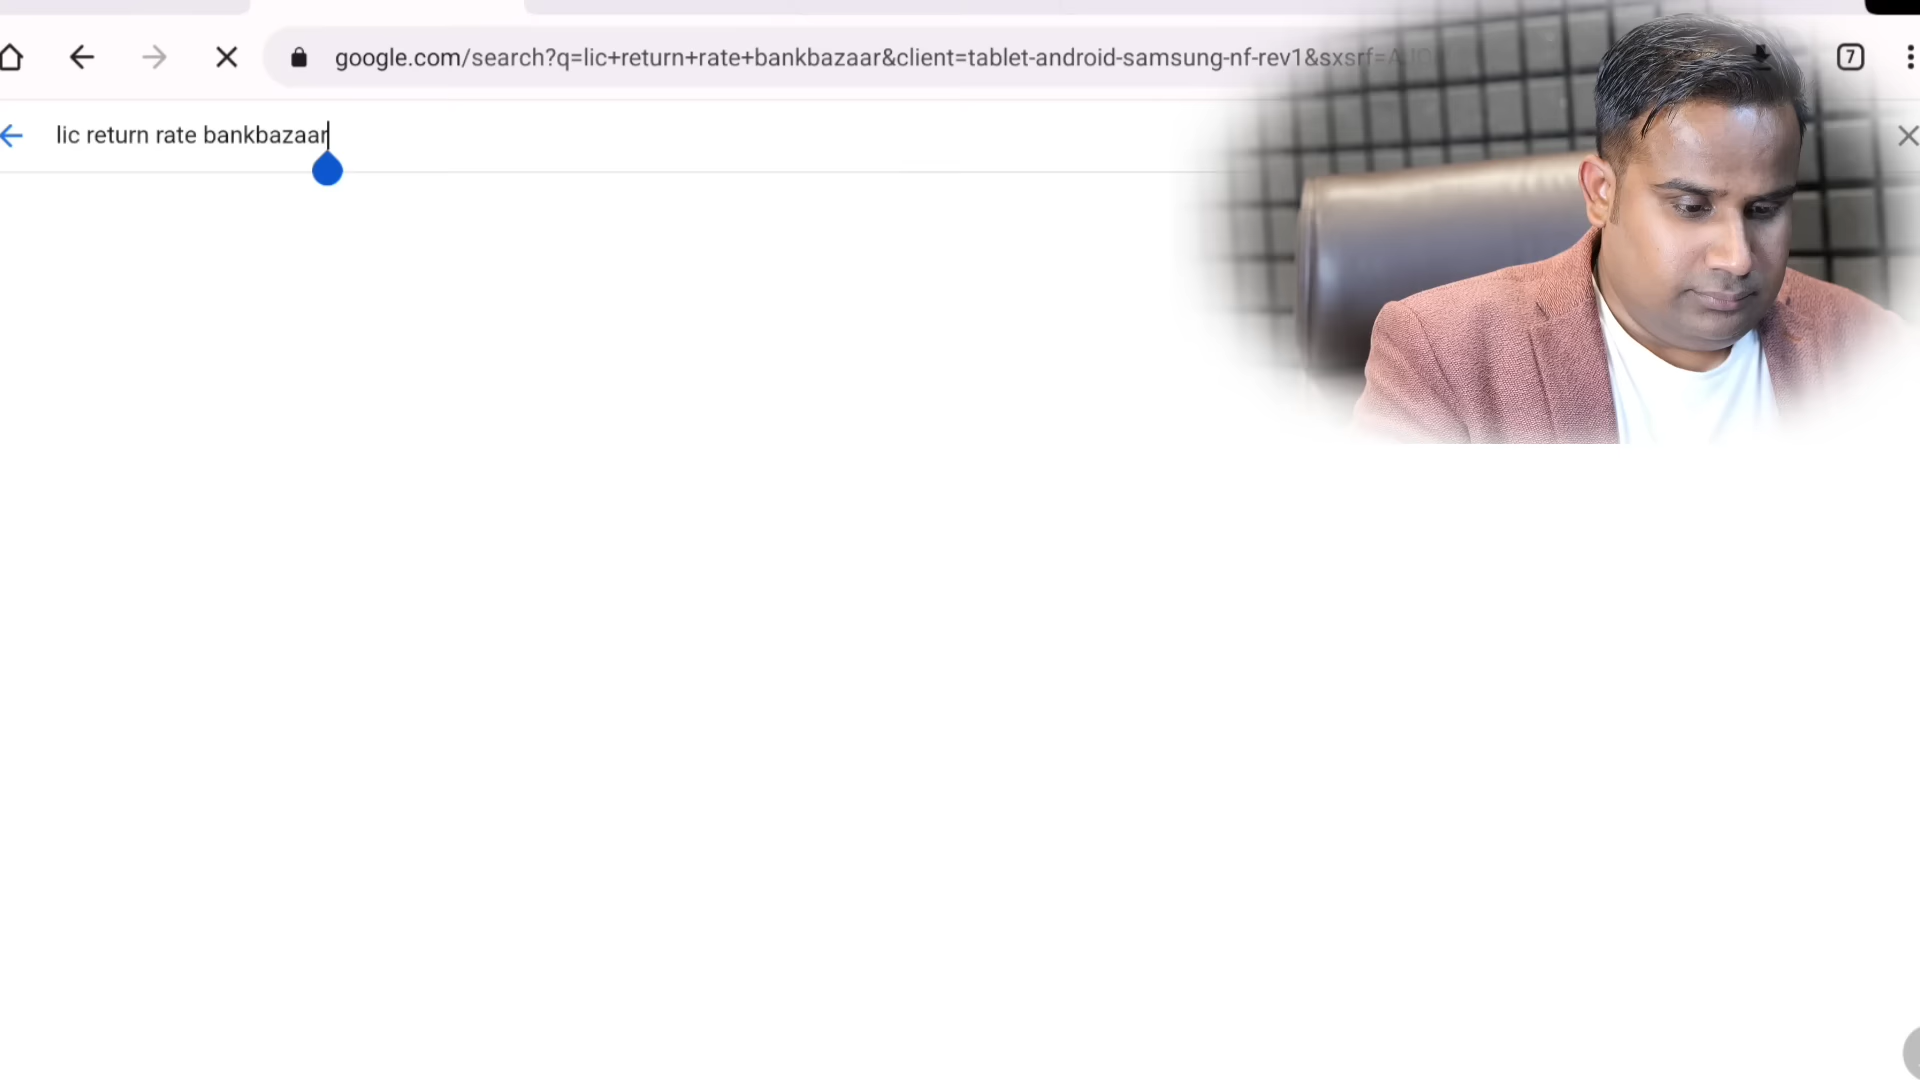 google.com/search?q=lic+return+rate+bankbazaar&client=tablet-android-samsung-nf-rev1&sxsrf=
7
lic return rate bankbazaar